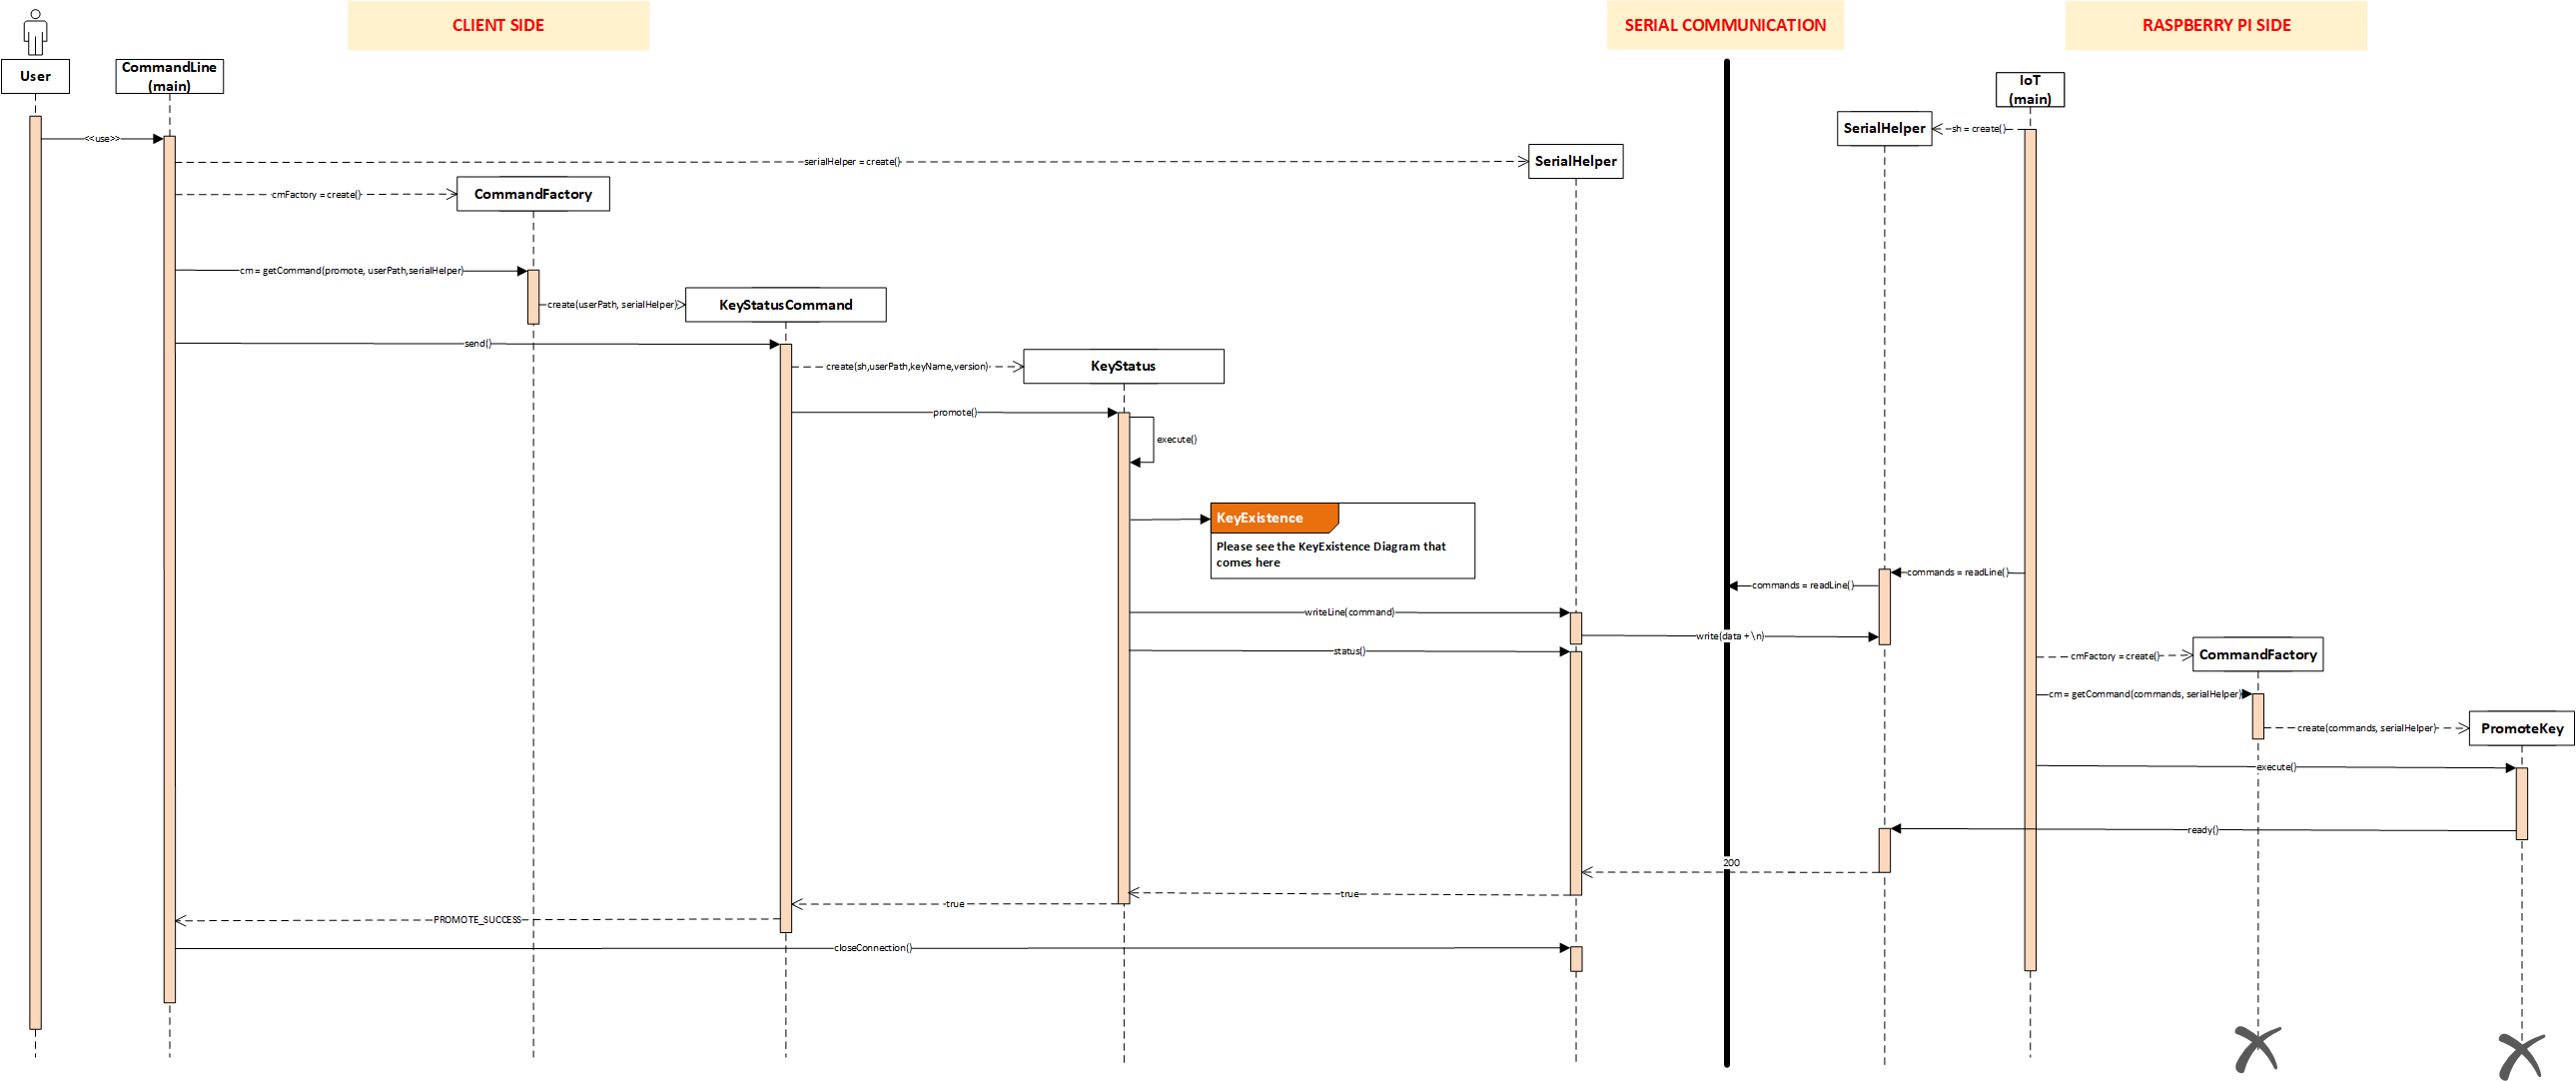 CLIENT SIDE
SERIAL COMMUNICATION
RASPBERRY PI SIDE
User
CommandLine
(main)
IoT
(main)
SerialHelper
sh = create()
<<use>>
serialHelper = create()
SerialHelper
cmFactory = create()
CommandFactory
cm = getCommand(promote, userPath,serialHelper)
create(userPath, serialHelper)
KeyStatusCommand
send()
create(sh,userPath,keyName,version)
KeyStatus
promote()
execute()
KeyExistence
Please see the KeyExistence Diagram that
comes here
commands = readLine()
commands = readLine()
writeLine(command)
write(data + \n)
status()
cmFactory = create()
CommandFactory
cm = getCommand(commands, serialHelper)
create(commands, serialHelper)
PromoteKey
execute()
ready()
200
true
true
PROMOTE_SUCCESS
closeConnection()